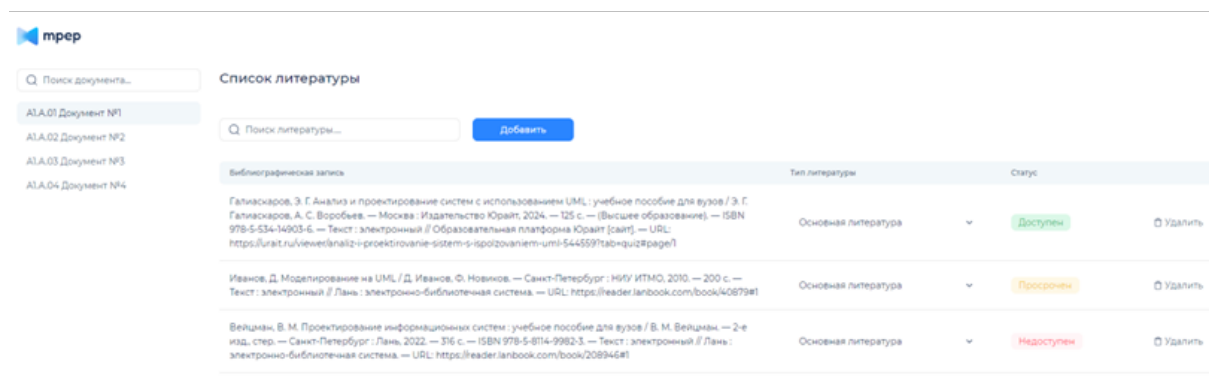 mpep
Поиск документа...
A1.A.01 Документ №1
A1.A.02 Документ №2
A1.A.03 Документ №3
A1.A.04 Документ №4
Список литературы
Поиск литературы...
Добавить
Библиографическая запись
Тип литературы
Статус
Галиаскаров, Э. Г. Анализ и проектирование систем с использованием UML : учебное пособие для вузов / Э. Г.
Галиаскаров, А. С. Воробьев. — Москва : Издательство Юрайт, 2024. — 125 с. — (Высшее образование). — ISBN
978-5-534-14903-6. — Текст : электронный // Образовательная платформа Юрайт [сайт]. — URL:
https://urait.ru/viewer/analiz-i-proektirovanie-sistem-s-ispolzovaniem-uml-544559?tab=quiz#page/1
Основная литература
Доступен
Удалить
Иванов, Д. Моделирование на UML / Д. Иванов, Ф. Новиков. — Санкт-Петербург : НИУ ИТМО, 2010. — 200 с. —
Текст : электронный // Лань : электронно-библиотечная система. — URL: https://reader.lanbook.com/book/40879#1
Основная литература
Просрочен
Удалить
Вейцман, В. М. Проектирование информационных систем : учебное пособие для вузов / В. М. Вейцман. — 2-е
изд., стер. — Санкт-Петербург : Лань, 2022. — 316 с. — ISBN 978-5-8114-9982-3. — Текст : электронный // Лань :
электронно-библиотечная система. — URL: https://reader.lanbook.com/book/208946#1
Основная литература
Недоступен
Удалить